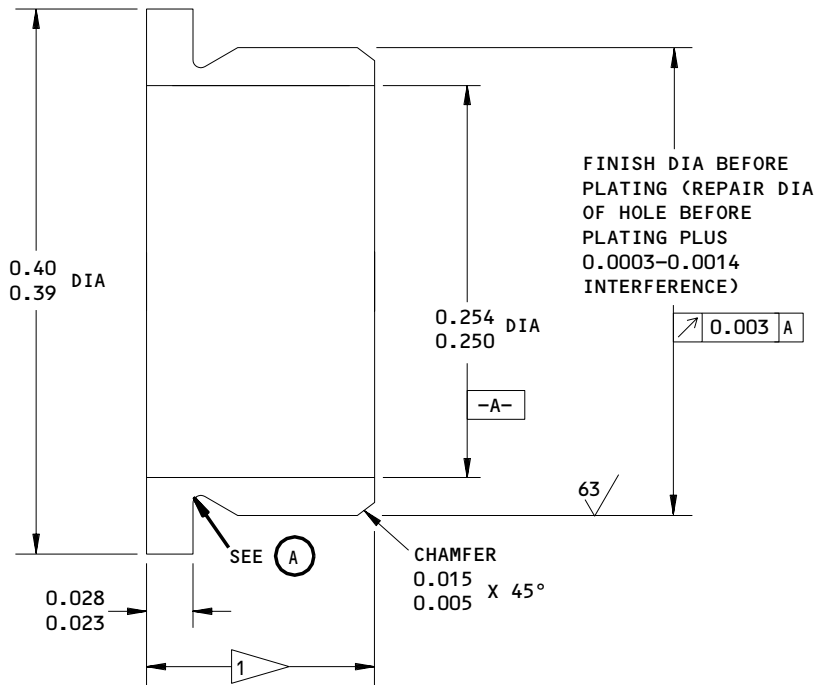 FINISH DIA BEFORE
PLATING (REPAIR DIA
OF HOLE BEFORE
PLATING PLUS
0.0003-0.0014
INTERFERENCE)
0.40
0.39 DIA
0.254
0.250 DIA
0.003 A
-A-
63
SEE A
CHAMFER
0.015
0.005 X 45°
0.028
0.023
1